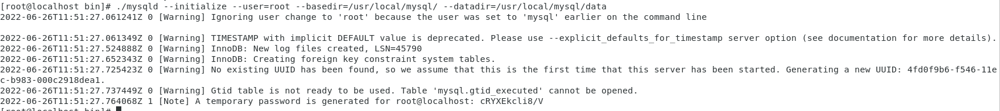 [root@localhost bin]# ./mysqld --initialize --user=root --basedir=/usr/local/mysql/ --datadir=/usr/local/mysql/data
2022-06-26T11:51:27.061241Z 0 [Warning] Ignoring user change to 'root' because the user was set to 'mysql' earlier on the command line
2022-06-26T11:51:27.061349Z 0 [Warning] TIMESTAMP with implicit DEFAULT value is deprecated. Please use --explicit_defaults_for_timestamp server option (see documentation for more details).
2022-06-26T11:51:27.524888Z 0 [Warning] InnoDB: New log files created, LSN=45790
2022-06-26T11:51:27.652343Z 0 [Warning] InnoDB: Creating foreign key constraint system tables.
2022-06-26T11:51:27.725423Z 0 [Warning] No existing UUID has been found, so we assume that this is the first time that this server has been started. Generating a new UUID: 4fd0f9b6-f546-11e
c-b983-000c2918dea1.
2022-06-26T11:51:27.737449Z 0 [Warning] Gtid table is not ready to be used. Table 'mysql.gtid_executed' cannot be opened.
2022-06-26T11:51:27.764068Z 1 [Note] A temporary password is generated for root@localhost: cRYXEkcli8/V
[root@localhost bin]#